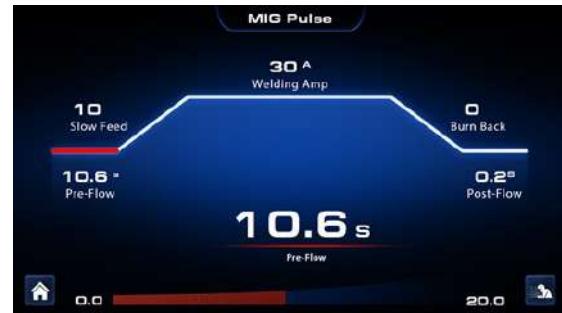 MIG Pulse
30 A
Welding Amp
10
Slow Feed
0
Burn Back
10.6 s
Pre-Flow
0.2s
Post-Flow
10.6 s
Pre-Flow
0.0
20.0